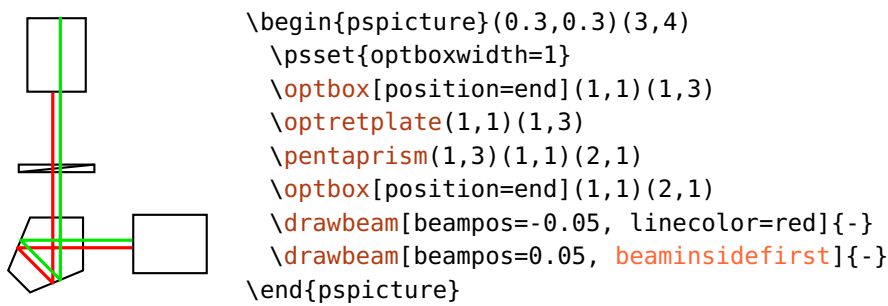 \begin{pspicture}(0.3,0.3)(3,4)
  \psset{optboxwidth=1}
  \optbox[position=end](1,1)(1,3)
  \optretplate(1,1)(1,3)
  \pentaprism(1,3)(1,1)(2,1)
  \optbox[position=end](1,1)(2,1)
  \drawbeam[beampos=-0.05, linecolor=red]{-}
  \drawbeam[beampos=0.05, beaminsidefirst]{-}
\end{pspicture}